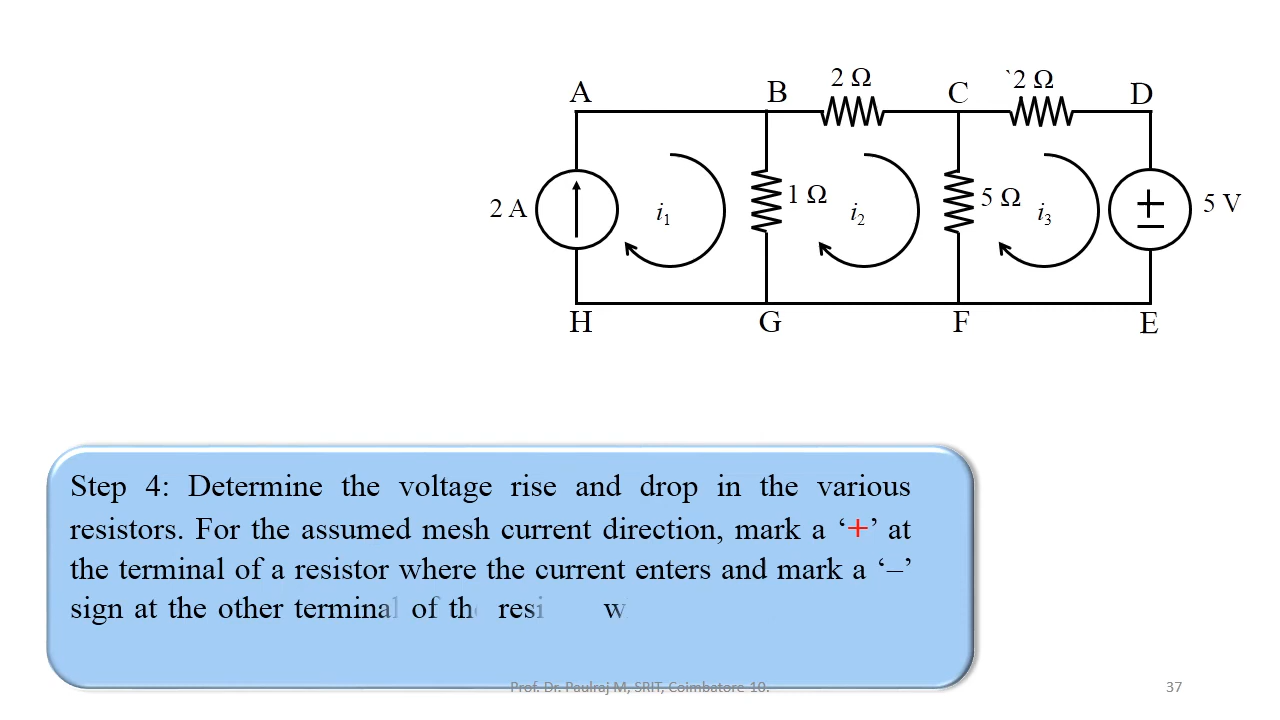 2 Ω
`2 Ω
A
B
C
D
2 A
i1
1 Ω
i2
5 Ω
i3
5 V
H
G
F
E
Step 4: Determine the voltage rise and drop in the various
resistors. For the assumed mesh current direction, mark a ‘+’ at
the terminal of a resistor where the current enters and mark a ‘–’
sign at the other terminal of the resi w
Prof. Dr. Paulraj M, SRIT, Coimbatore-10.
37